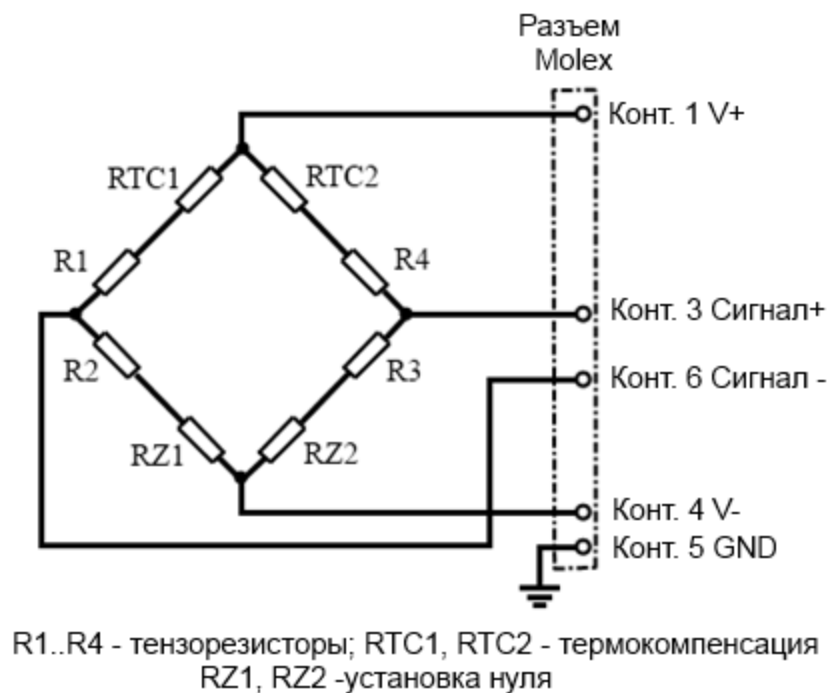 Разъем
Molex
Конт. 1 V+
RTC1
RTC2
R1
R4
Конт. 3 Сигнал+
R2
R3
Конт. 6 Сигнал -
RZ1
RZ2
Конт. 4 V-
Конт. 5 GND
R1..R4 - тензорезисторы; RTC1, RTC2 - термокомпенсация
RZ1, RZ2 -установка нуля